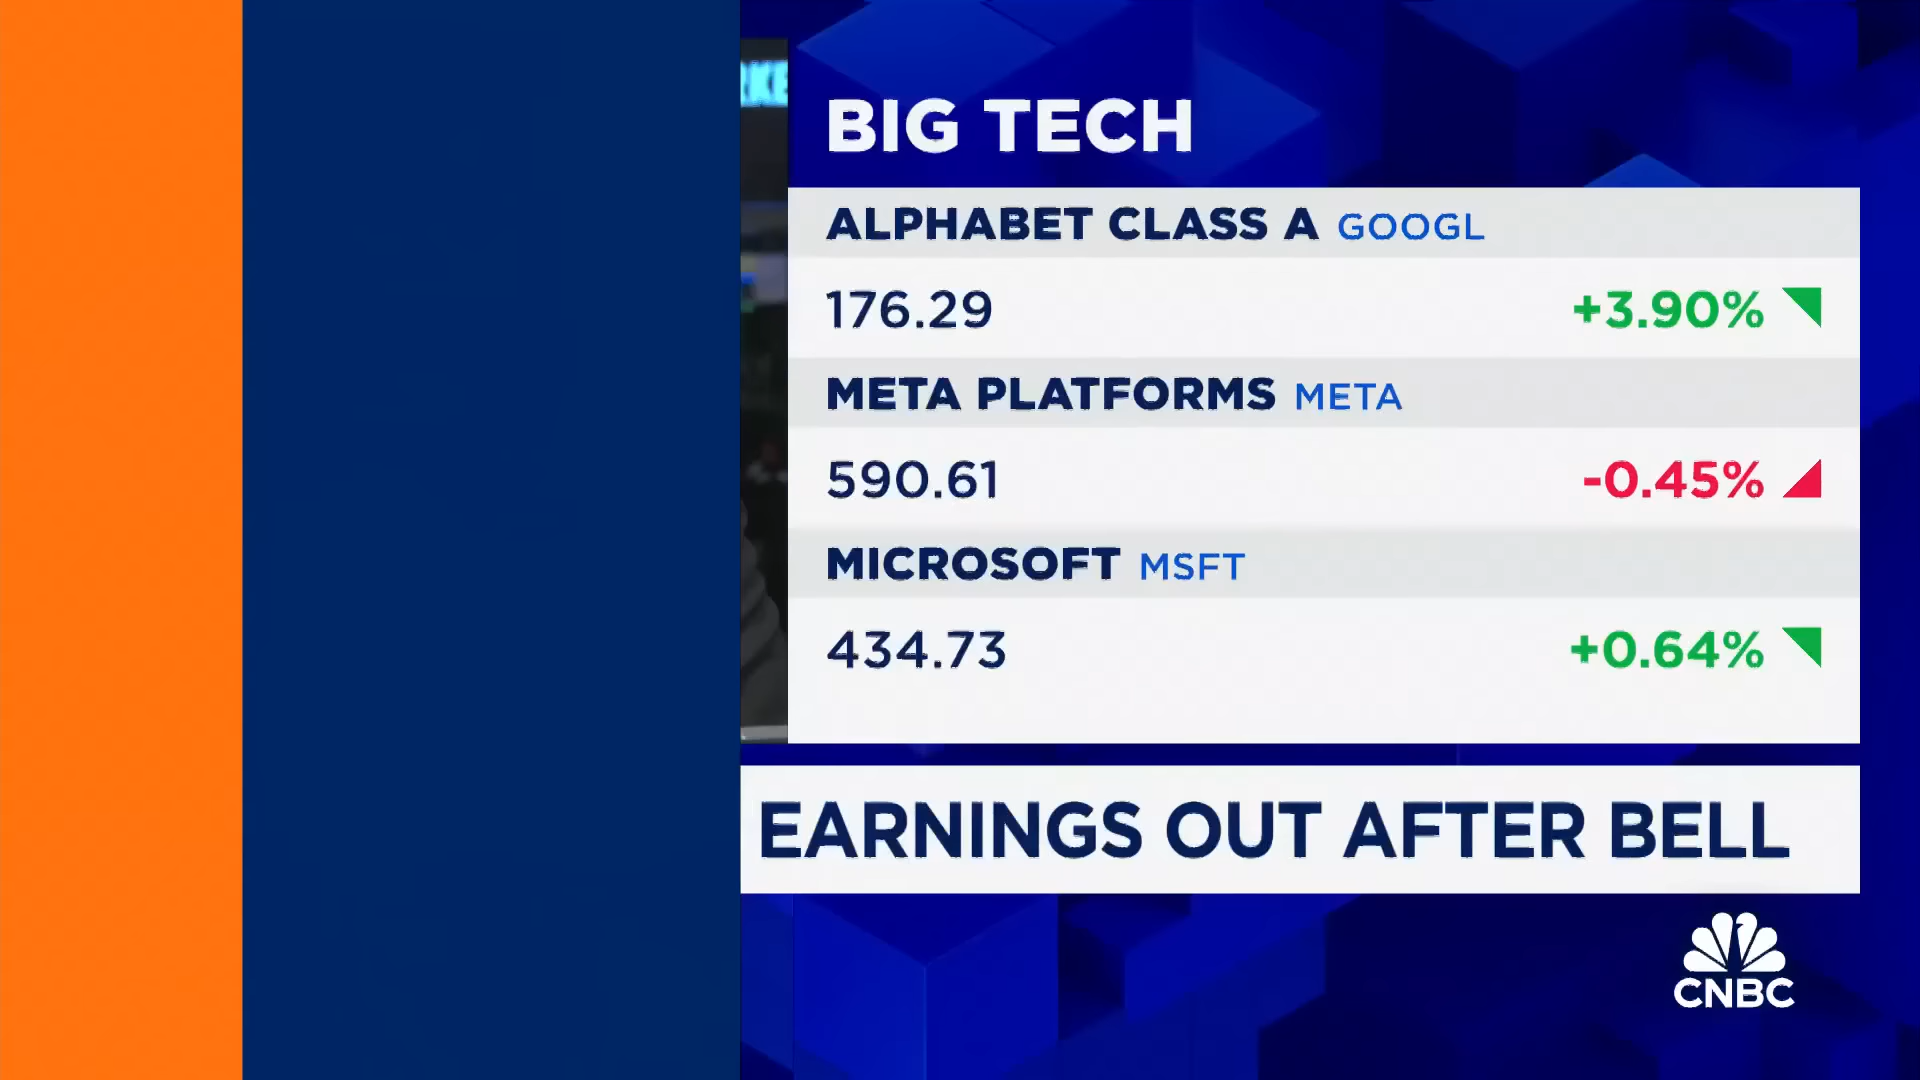 BIG TECH
ALPHABET CLASS A GOOGL
176.29 +3.90%
META PLATFORMS META
590.61 -0.45%
MICROSOFT MSFT
434.73 +0.64%
EARNINGS OUT AFTER BELL
CNBC